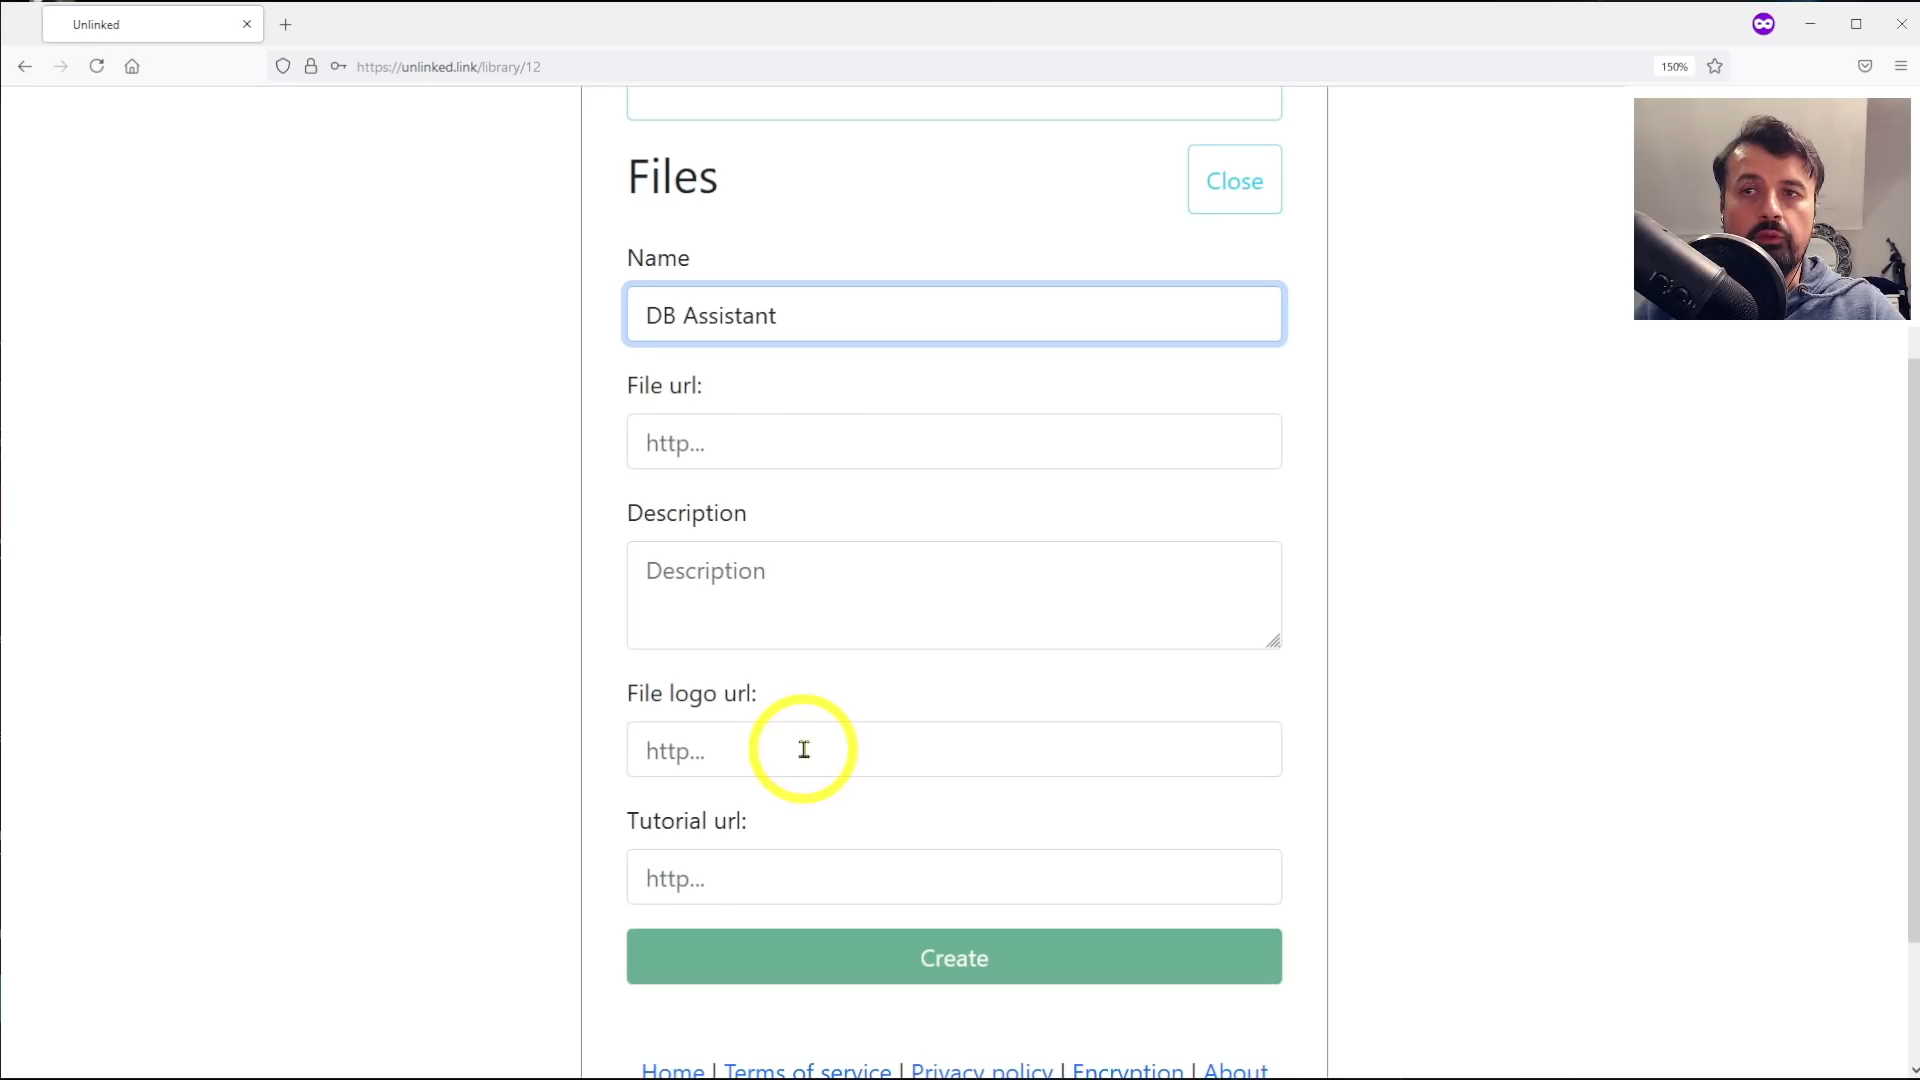 Unlinked
https://unlinked.link/library/12
150%
Files
Close
Name
DB Assistant
File url:
http...
Description
Description
File logo url:
http...
Tutorial url:
http...
Create
Home | Terms of service | Privacy policy | Encryption | About